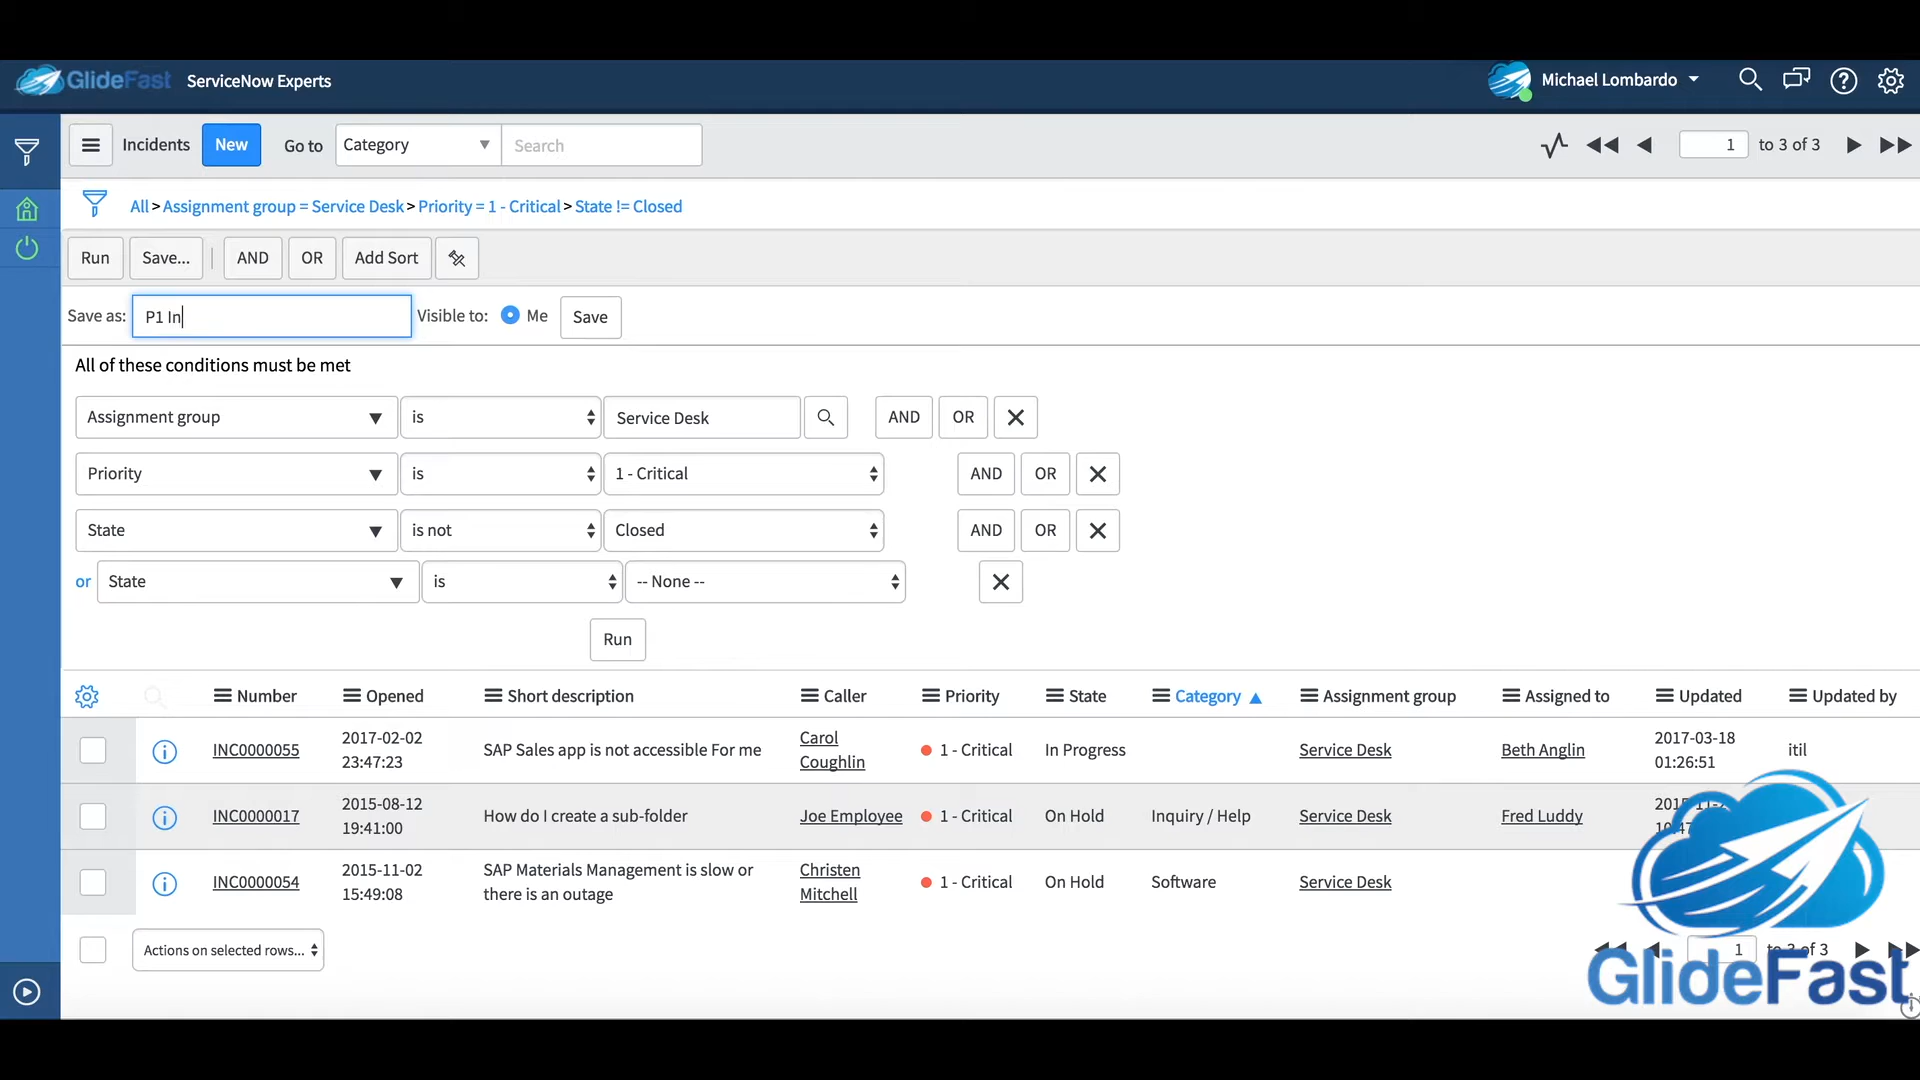 GlideFast ServiceNow Experts Michael Lombardo
Incidents New Go to Category Search 1 to 3 of 3
All > Assignment group = Service Desk > Priority = 1 - Critical > State != Closed
Run Save... AND OR Add Sort
Save as: P1 In Visible to: Me Save
All of these conditions must be met
Assignment group is Service Desk AND OR
Priority is 1 - Critical AND OR
State is not Closed AND OR
or State is -- None --
Run
Number Opened Short description Caller Priority State Category Assignment group Assigned to Updated Updated by
INC0000055 2017-02-02 23:47:23 SAP Sales app is not accessible For me Carol Coughlin 1 - Critical In Progress Service Desk Beth Anglin 2017-03-18 01:26:51 itil
INC0000017 2015-08-12 19:41:00 How do I create a sub-folder Joe Employee 1 - Critical On Hold Inquiry / Help Service Desk Fred Luddy
INC0000054 2015-11-02 15:49:08 SAP Materials Management is slow or there is an outage Christen Mitchell 1 - Critical On Hold Software Service Desk
Actions on selected rows... 1 to 3 of 3
GlideFast